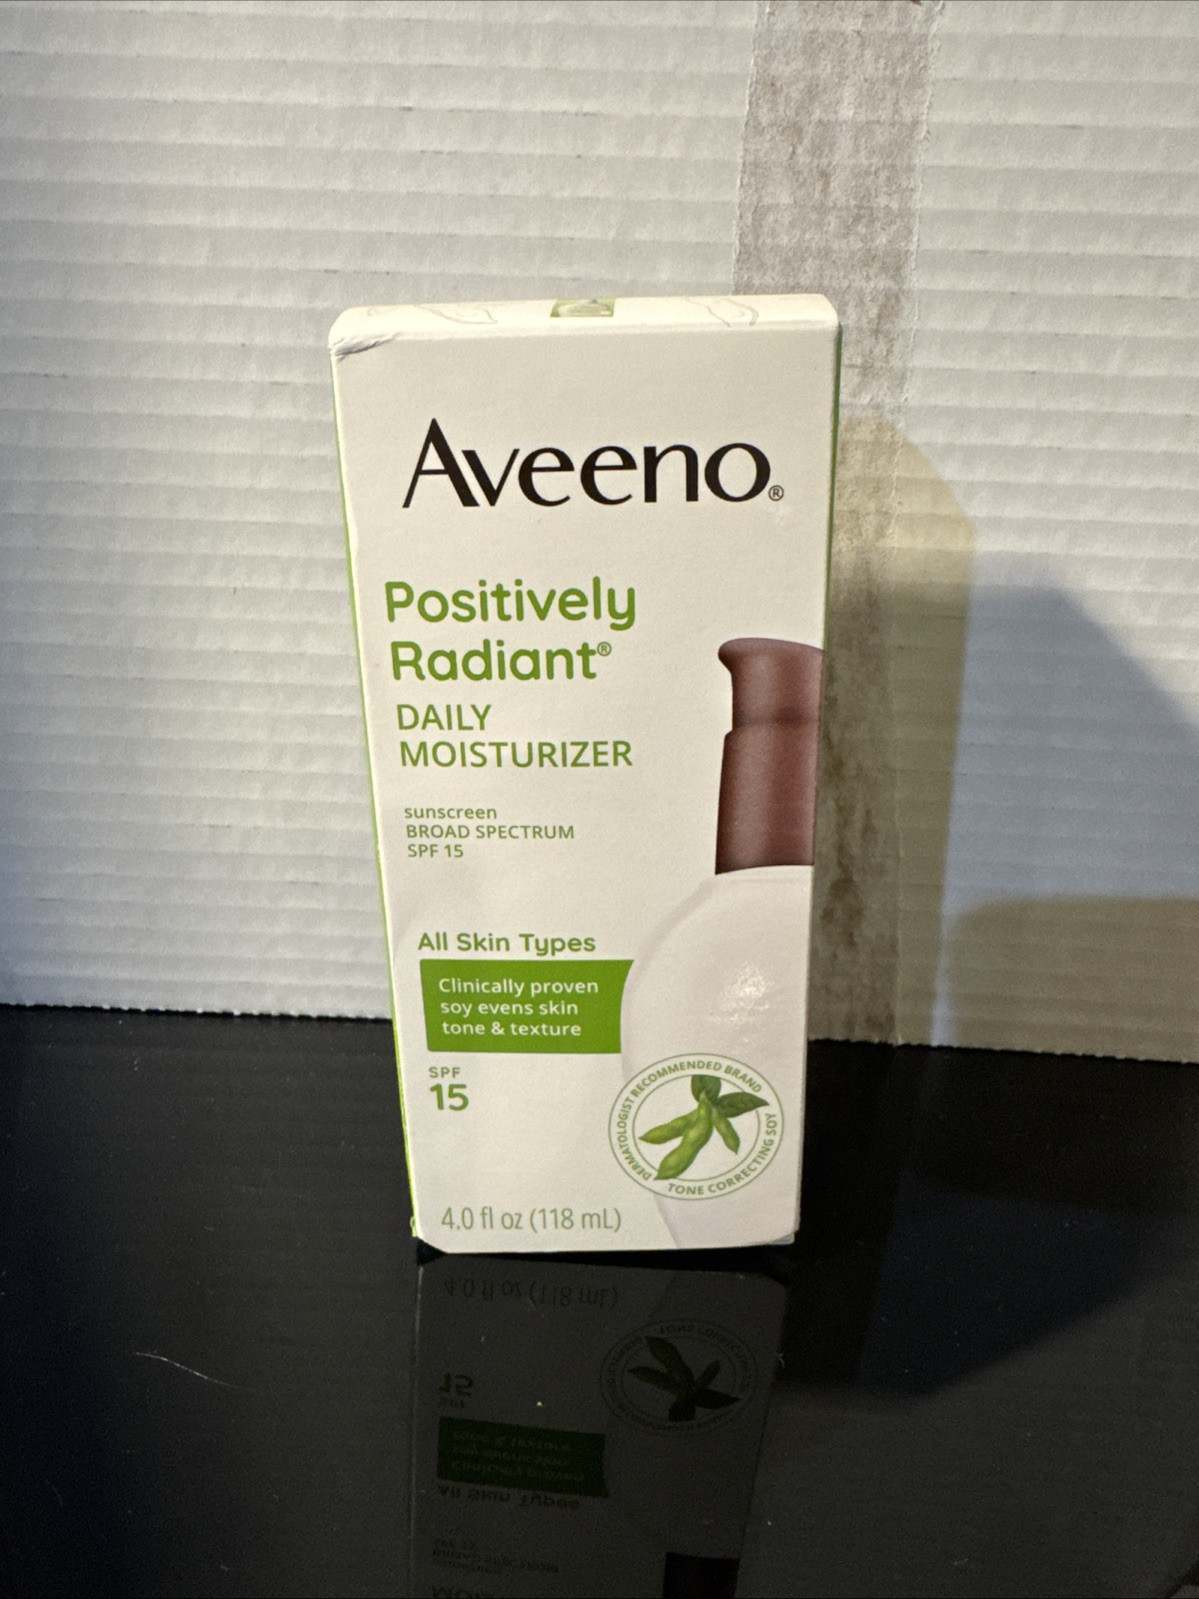 Aveeno®
Positively
Radiant®
DAILY
MOISTURIZER
sunscreen
BROAD SPECTRUM
SPF 15
All Skin Types
Clinically proven
soy evens skin
tone & texture
SPF
15
DERMATOLOGIST RECOMMENDED BRAND
TONE CORRECTING SOY
4.0 fl oz (118 mL)